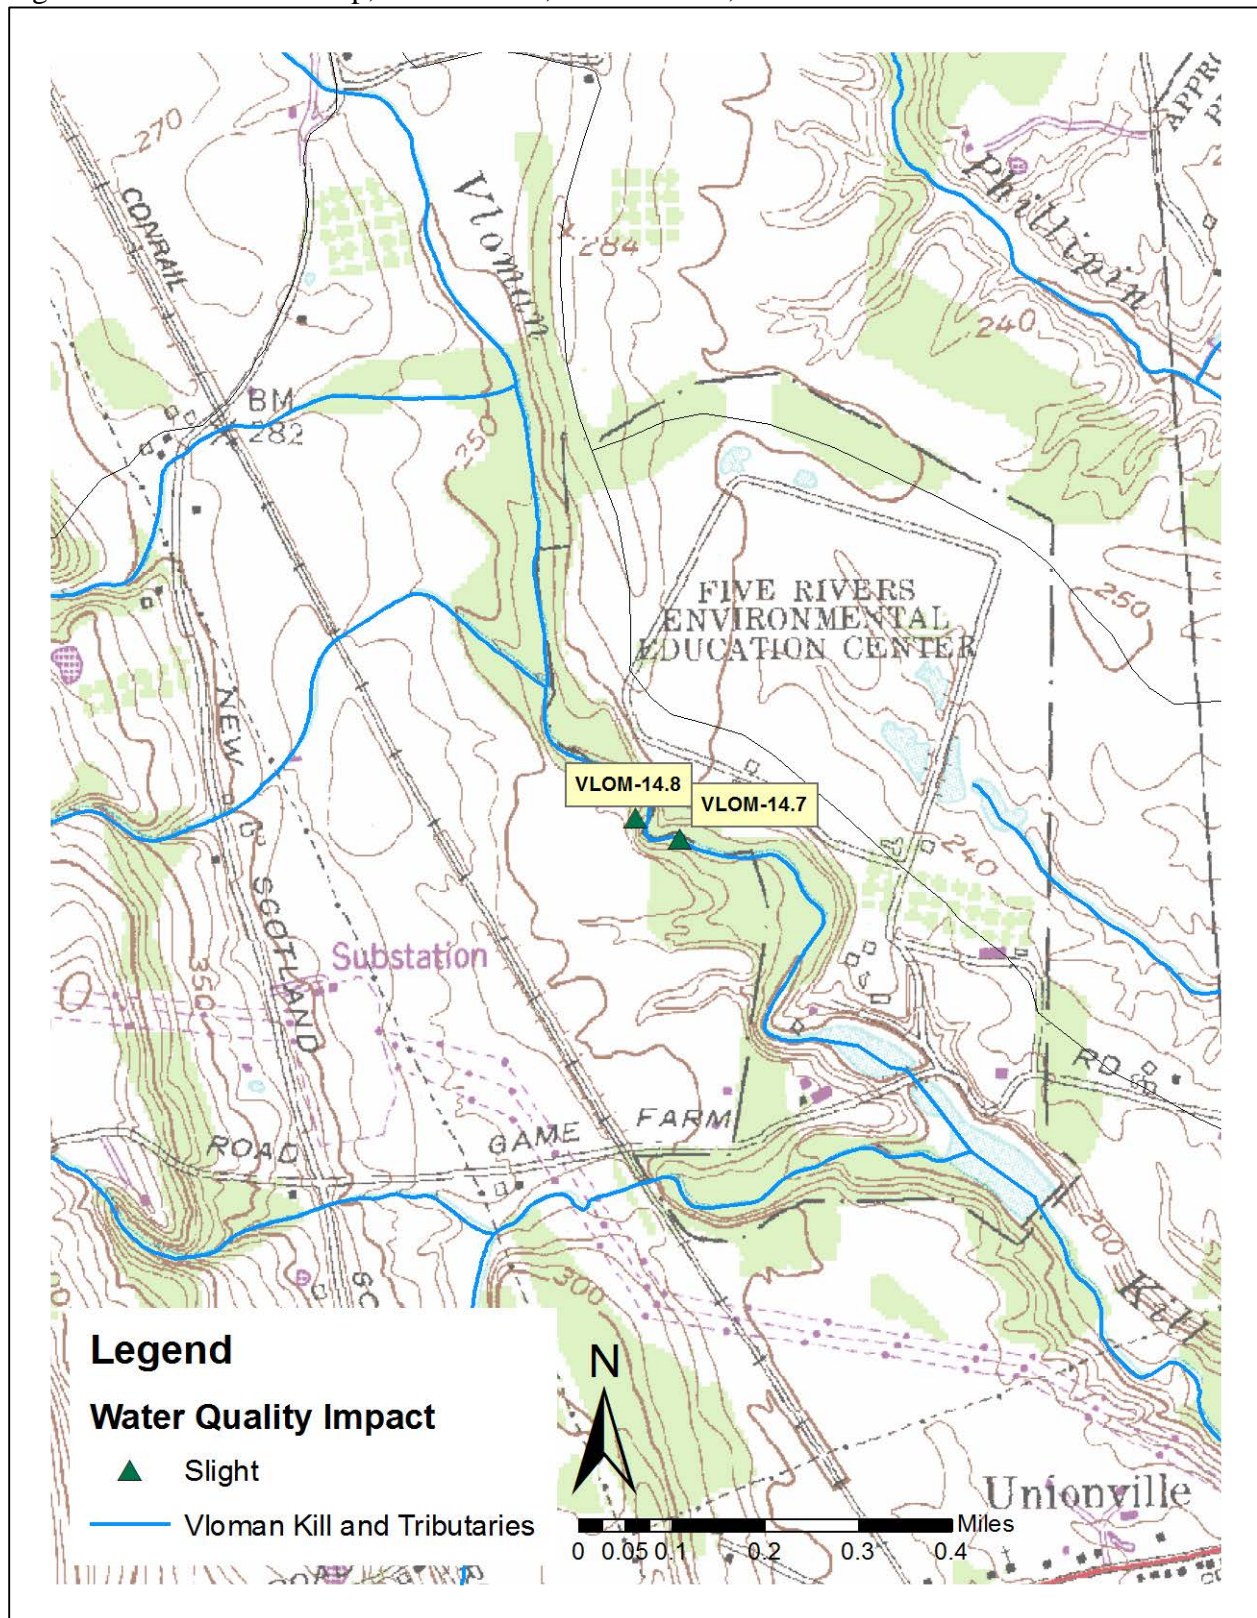 270
CONRAIL
Vloman
284
Phillipin
240
APPRO
BM
282
250
FIVE RIVERS
ENVIRONMENTAL
EDUCATION CENTER
250
NEW
SCOTLAND
VLOM-14.8
VLOM-14.7
240
Substation
350
ROAD
GAME
FARM
RD
200
300
Kill
Legend
Water Quality Impact
Slight
Vloman Kill and Tributaries
N
Miles
0 0.05 0.1 0.2 0.3 0.4
Unionville